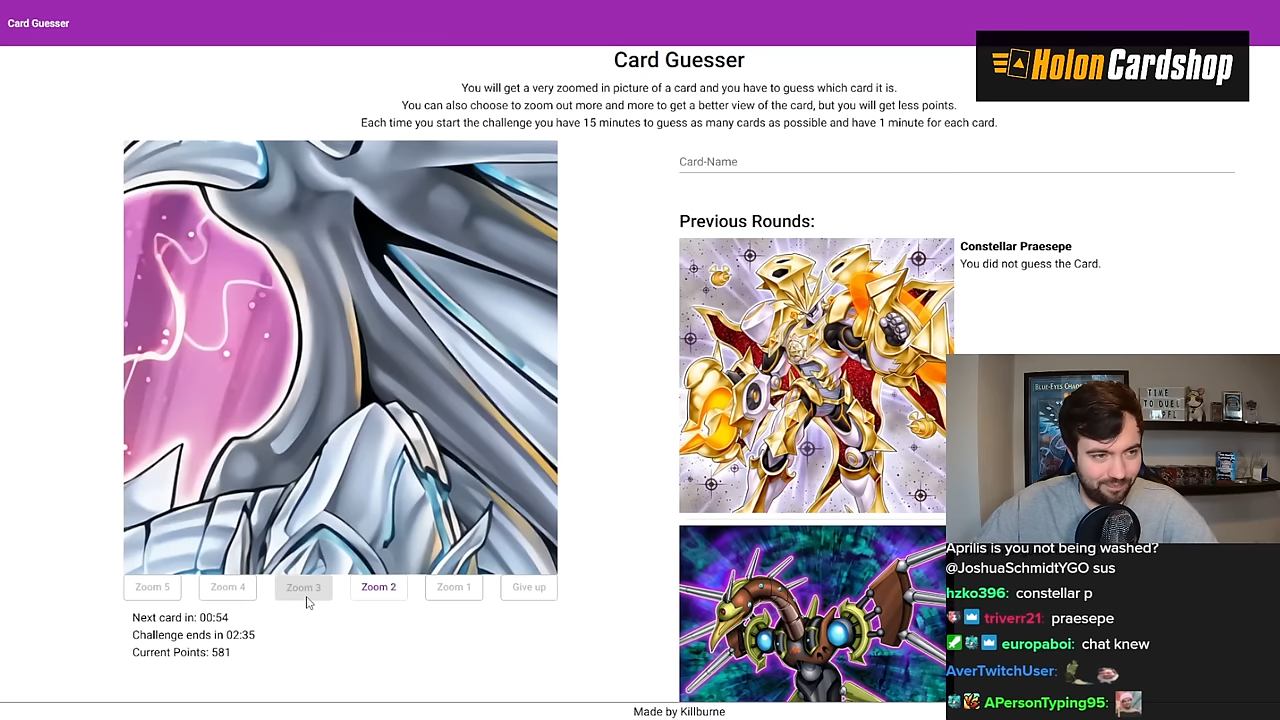 Card Guesser
Holon Cardshop
Card Guesser
You will get a very zoomed in picture of a card and you have to guess which card it is.
You can also choose to zoom out more and more to get a better view of the card, but you will get less points.
Each time you start the challenge you have 15 minutes to guess as many cards as possible and have 1 minute for each card.
Card-Name
Previous Rounds:
Constellar Praesepe
You did not guess the Card.
Zoom 5
Zoom 4
Zoom 3
Zoom 2
Zoom 1
Give up
Next card in: 00:54
Challenge ends in 02:35
Current Points: 581
BLUE-EYES CHAO
TIME
TO DUEL
Aprilis is you not being washed?
@JoshuaSchmidtYGO sus
hzko396: constellar p
triverr21: praesepe
europaboi: chat knew
AverTwitchUser:
APersonTyping95:
Made by Killburne